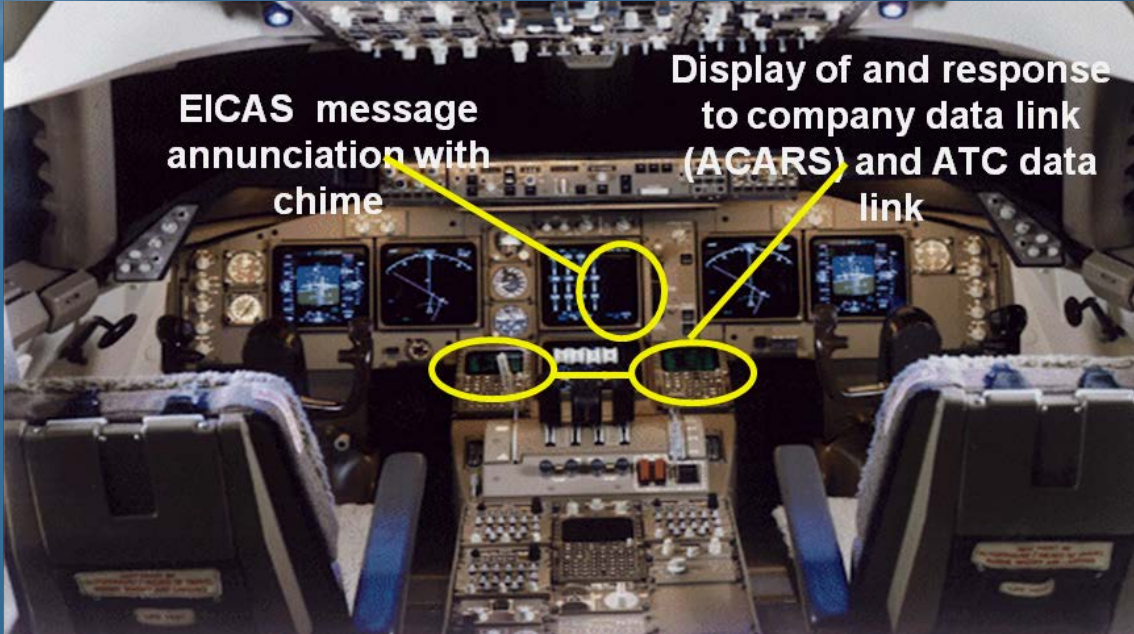 EICAS message
annunciation with
chime
Display of and response
to company data link
(ACARS) and ATC data
link